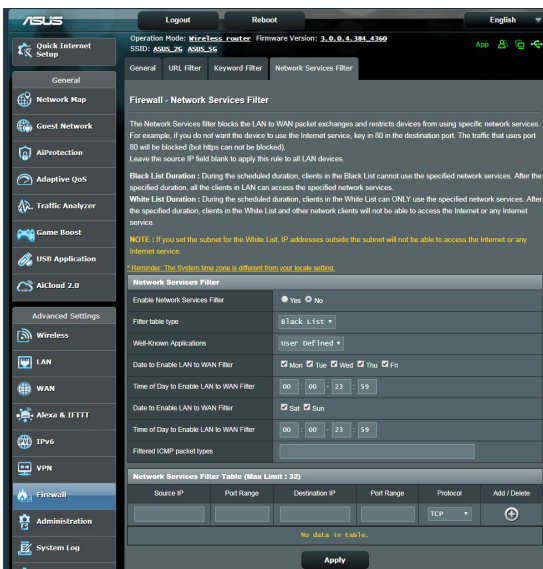 ASUS
Logout
Reboot
English
Quick Internet
Setup
General
Network Map
Guest Network
AiProtection
Adaptive QoS
Traffic Analyzer
Game Boost
USB Application
AiCloud 2.0
Advanced Settings
Wireless
LAN
WAN
Alexa & IFTTT
IPv6
VPN
Firewall
Administration
System Log
Operation Mode: Wireless router Firmware Version: 3.0.0.4.384_4360
SSID: ASUS_2G ASUS_5G
App
General URL Filter Keyword Filter Network Services Filter
Firewall - Network Services Filter
The Network Services filter blocks the LAN to WAN packet exchanges and restricts devices from using specific network services.
For example, if you do not want the device to use the Internet service, key in 80 in the destination port. The traffic that uses port
80 will be blocked (but https can not be blocked).
Leave the source IP field blank to apply this rule to all LAN devices.
Black List Duration : During the scheduled duration, clients in the Black List cannot use the specified network services. After the
specified duration, all the clients in LAN can access the specified network services.
White List Duration : During the scheduled duration, clients in the White List can ONLY use the specified network services. After
the specified duration, clients in the White List and other network clients will not be able to access the Internet or any Internet
service.
NOTE : If you set the subnet for the White List, IP addresses outside the subnet will not be able to access the Internet or any
Internet service.
* Reminder: The System time zone is different from your locale setting.
Network Services Filter
Enable Network Services Filter Yes No
Filter table type Black List
Well-Known Applications User Defined
Date to Enable LAN to WAN Filter Mon Tue Wed Thu Fri
Time of Day to Enable LAN to WAN Filter 00 : 00 - 23 : 59
Date to Enable LAN to WAN Filter Sat Sun
Time of Day to Enable LAN to WAN Filter 00 : 00 - 23 : 59
Filtered ICMP packet types
Network Services Filter Table (Max Limit : 32)
Source IP Port Range Destination IP Port Range Protocol Add / Delete
TCP
No data in table.
Apply